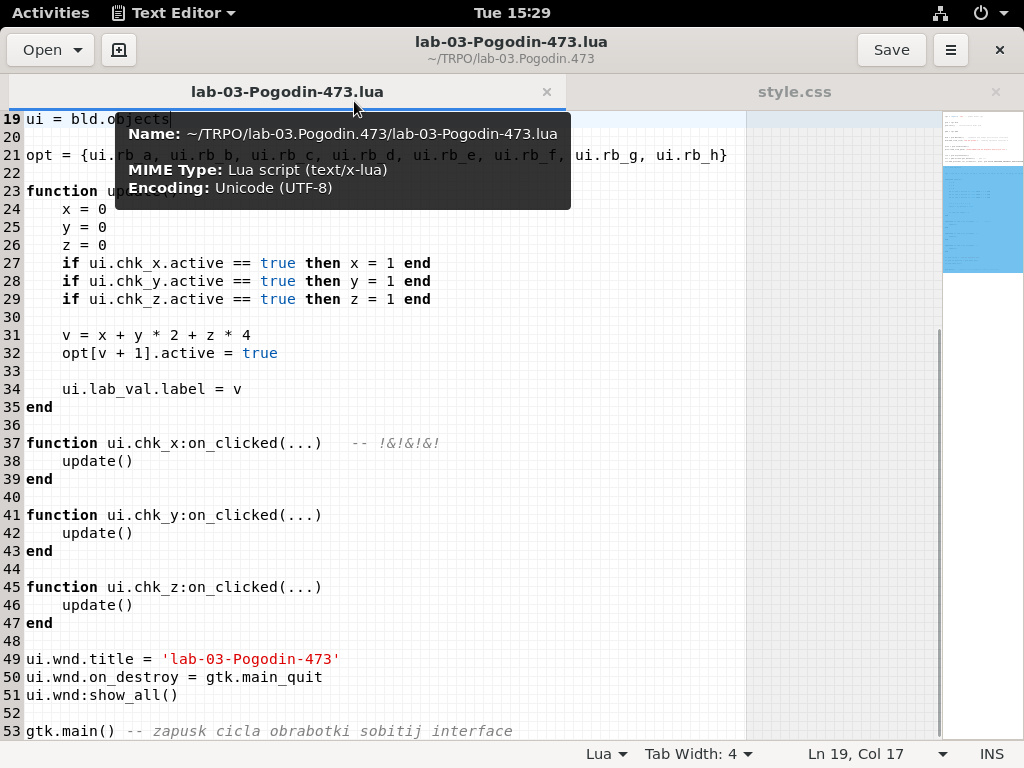 Activities Text Editor Tue 15:29
Open lab-03-Pogodin-473.lua Save
~/TRPO/lab-03.Pogodin.473
lab-03-Pogodin-473.lua style.css
19 ui = bld.objects
Name: ~/TRPO/lab-03.Pogodin.473/lab-03-Pogodin-473.lua
MIME Type: Lua script (text/x-lua)
Encoding: Unicode (UTF-8)
20
21 opt = {ui.rb_a, ui.rb_b, ui.rb_c, ui.rb_d, ui.rb_e, ui.rb_f, ui.rb_g, ui.rb_h}
22
23 function update()
24 x = 0
25 y = 0
26 z = 0
27 if ui.chk_x.active == true then x = 1 end
28 if ui.chk_y.active == true then y = 1 end
29 if ui.chk_z.active == true then z = 1 end
30
31 v = x + y * 2 + z * 4
32 opt[v + 1].active = true
33
34 ui.lab_val.label = v
35 end
36
37 function ui.chk_x:on_clicked(...) -- !&!&!&!
38 update()
39 end
40
41 function ui.chk_y:on_clicked(...)
42 update()
43 end
44
45 function ui.chk_z:on_clicked(...)
46 update()
47 end
48
49 ui.wnd.title = 'lab-03-Pogodin-473'
50 ui.wnd.on_destroy = gtk.main_quit
51 ui.wnd:show_all()
52
53 gtk.main() -- zapusk cicla obrabotki sobitij interface
Lua Tab Width: 4 Ln 19, Col 17 INS